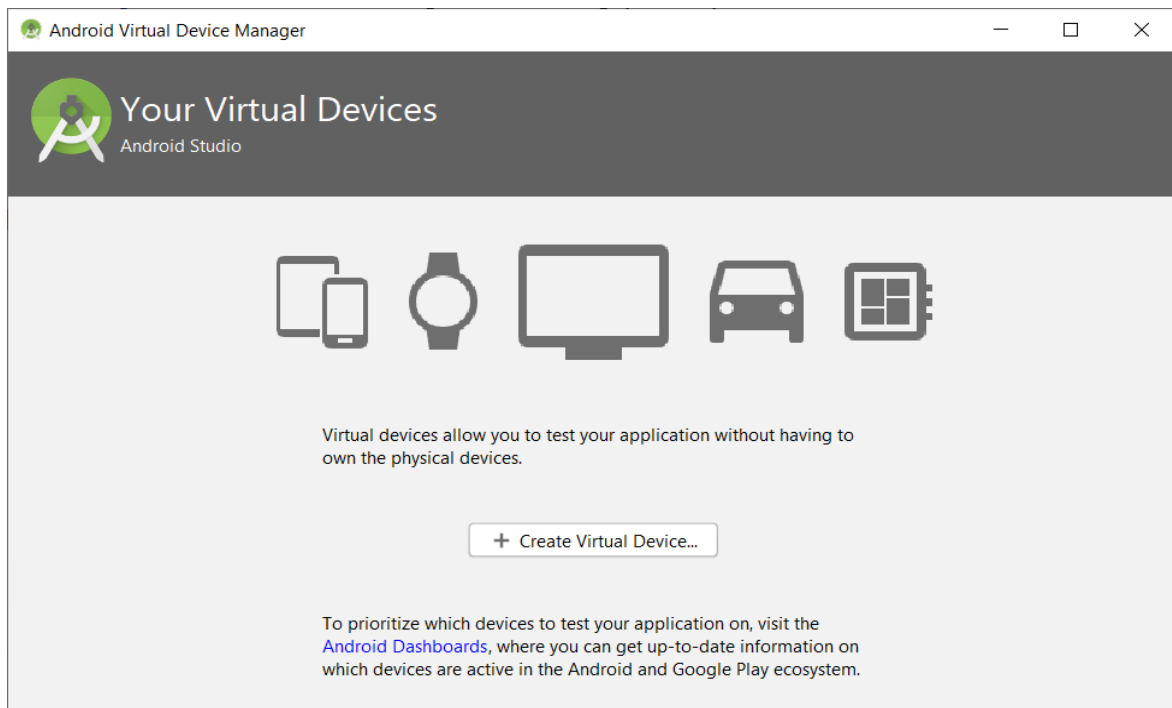 Android Virtual Device Manager
Your Virtual Devices
Android Studio
Virtual devices allow you to test your application without having to
own the physical devices.
+ Create Virtual Device...
To prioritize which devices to test your application on, visit the
Android Dashboards, where you can get up-to-date information on
which devices are active in the Android and Google Play ecosystem.